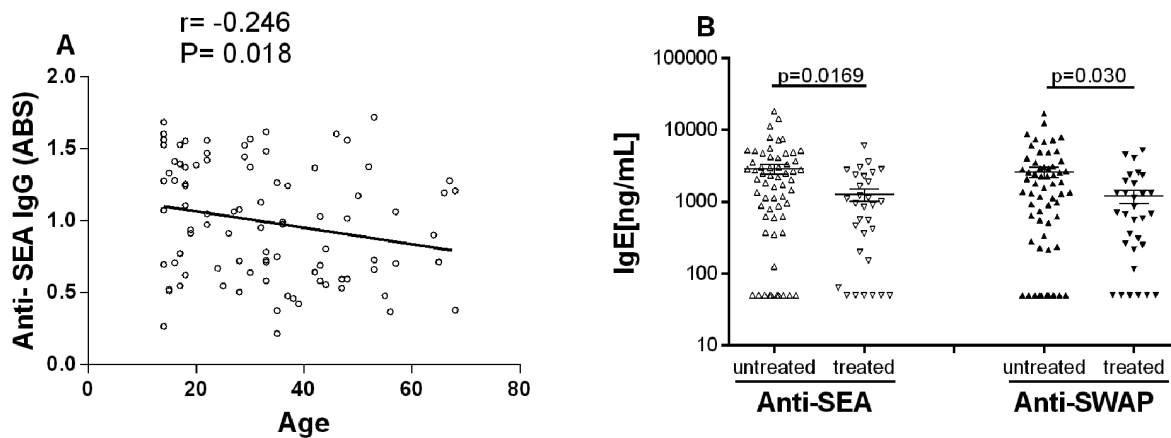 A
r= -0.246
P= 0.018
Anti- SEA IgG (ABS)
2.0
1.5
1.0
0.5
0.0
0
20
40
60
80
Age
B
IgE[ng/mL]
100000
10000
1000
100
10
p=0.0169
p=0.030
untreated treated
untreated treated
Anti-SEA
Anti-SWAP